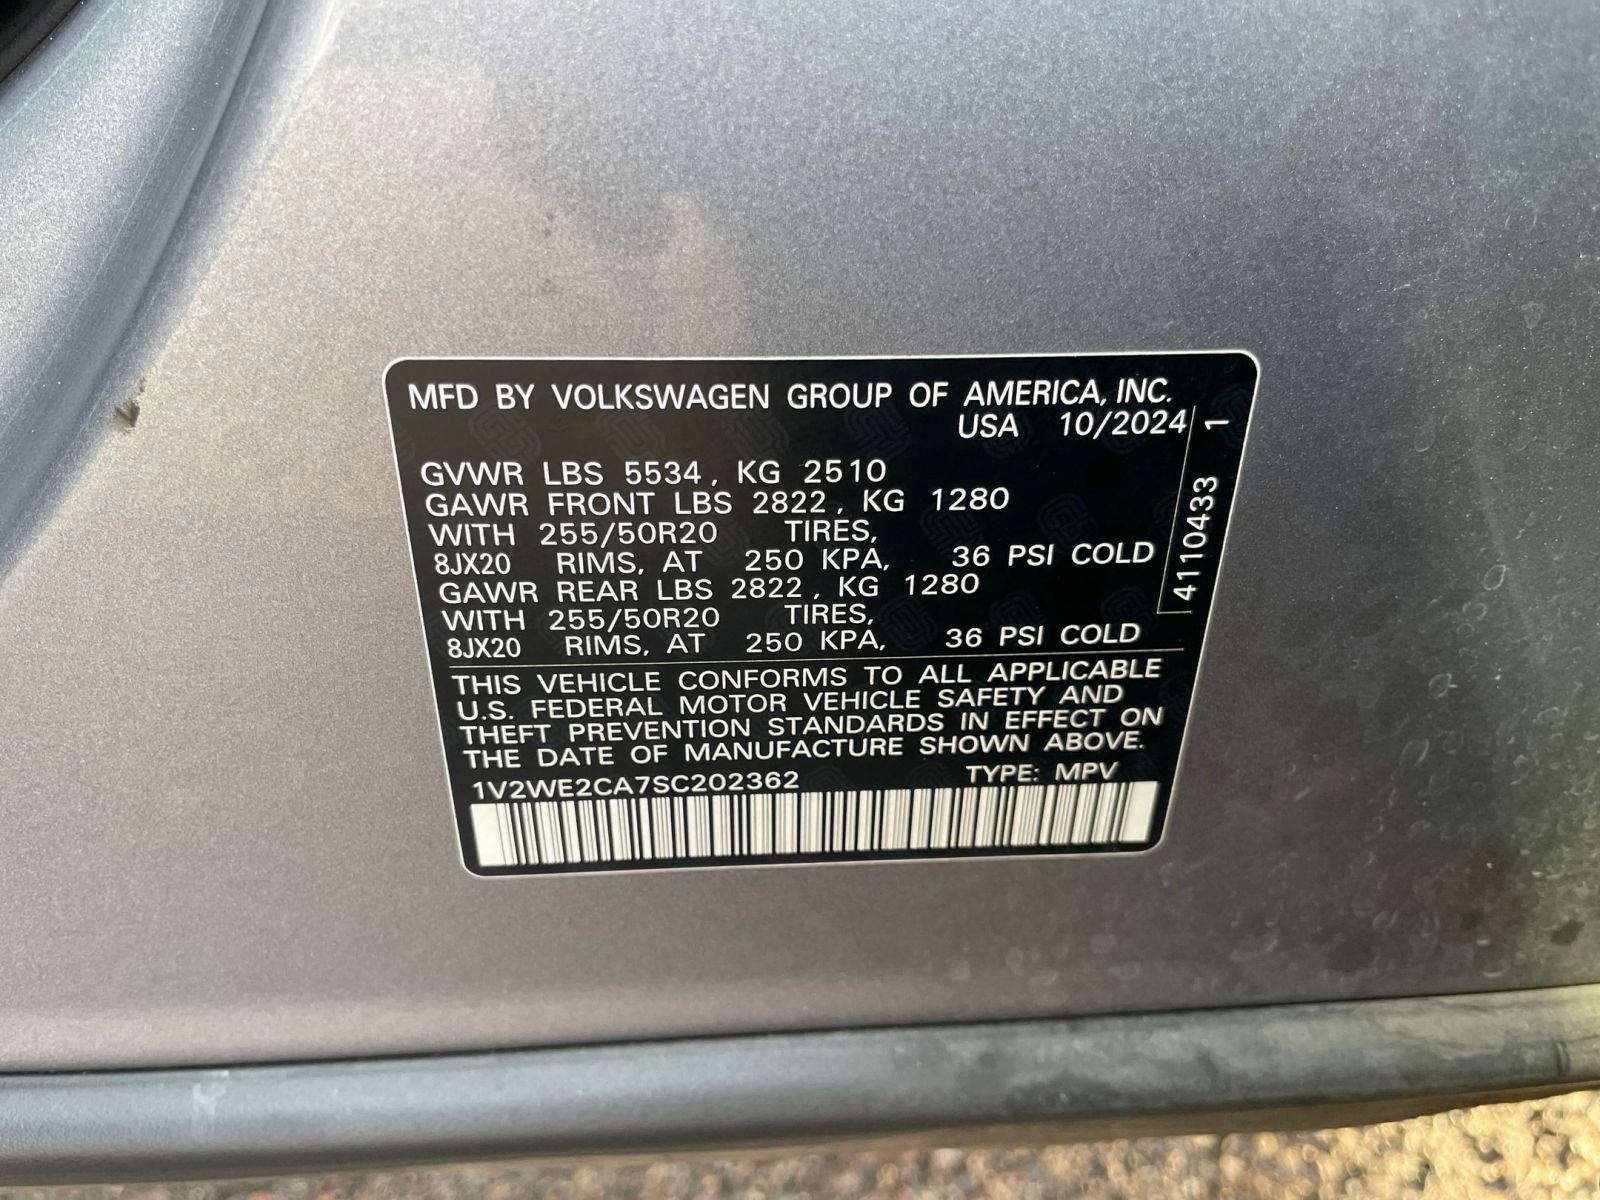 MFD BY VOLKSWAGEN GROUP OF AMERICA, INC.
USA 10/2024
GVWR LBS 5534, KG 2510
GAWR FRONT LBS 2822, KG 1280
WITH 255/50R20 TIRES,
8JX20 RIMS, AT 250 KPA, 36 PSI COLD
GAWR REAR LBS 2822, KG 1280
WITH 255/50R20 TIRES,
8JX20 RIMS, AT 250 KPA, 36 PSI COLD
4110433 1
THIS VEHICLE CONFORMS TO ALL APPLICABLE
U.S. FEDERAL MOTOR VEHICLE SAFETY AND
THEFT PREVENTION STANDARDS IN EFFECT ON
THE DATE OF MANUFACTURE SHOWN ABOVE.
1V2WE2CA7SC202362 TYPE: MPV